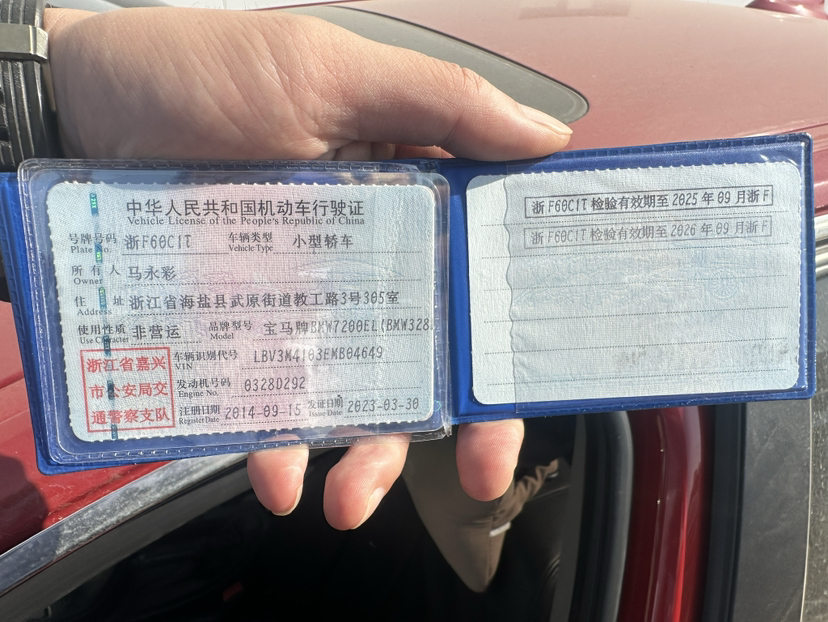 中华人民共和国机动车行驶证
Vehicle License of the People's Republic of China
号牌号码 浙F60C1T 车辆类型 小型轿车
Plate No. Vehicle Type
所有人 马永彩
Owner
住址 浙江省海盐县武原街道教工路3号305室
Address
使用性质 非营运 品牌型号 宝马牌BMW7200EL(BMW328
Use Character Model
浙江省嘉兴
市公安局交
通警察支队
车辆识别代号 LBV3M4103EMB04649
VIN
发动机号码 0328D292
Engine No.
注册日期 2014-09-15 发证日期 2023-03-30
Register Date Issue Date
浙F60C1T检验有效期至2025年09月浙F
浙F60C1T检验有效期至2026年09月浙F